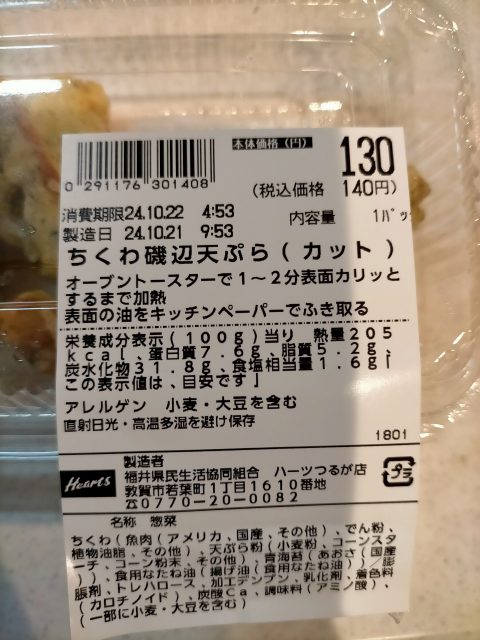 本体価格(円) 130
0 291176 301408
(税込価格 140円)
消費期限24.10.22 4:53
内容量 1パッ
製造日 24.10.21 9:53
ちくわ磯辺天ぷら(カット)
オーブントースターで1~2分表面カリッと
するまで加熱
表面の油をキッチンペーパーでふき取る
栄養成分表示(100g)当り 熱量205
kcal、蛋白質7.6g、脂質5.2g、
炭水化物31.8g、食塩相当量1.6g「
この表示値は、目安です」
アレルゲン 小麦・大豆を含む
直射日光・高温多湿を避け保存
1801
製造者
Hearts
福井県民生活協同組合 ハーツつるが店
敦賀市若葉町1丁目1610番地
☎0770-20-0082
プラ
名称 惣菜
ちくわ(魚肉(アメリカ、国産、その他)、でん粉、
植物油脂、その他)、天ぷら粉(小麦粉、コーンスタ
ーチ、コーン粉末、その他)、青海苔(あおさ(国産
))、食用なたね油(揚げ油(食用なたね油))/膨
脹剤、トレハロース、加工デンプン、乳化剤、着色料
(カロチノイド)、炭酸Ca、調味料(アミノ酸)、
(一部に小麦・大豆を含む)